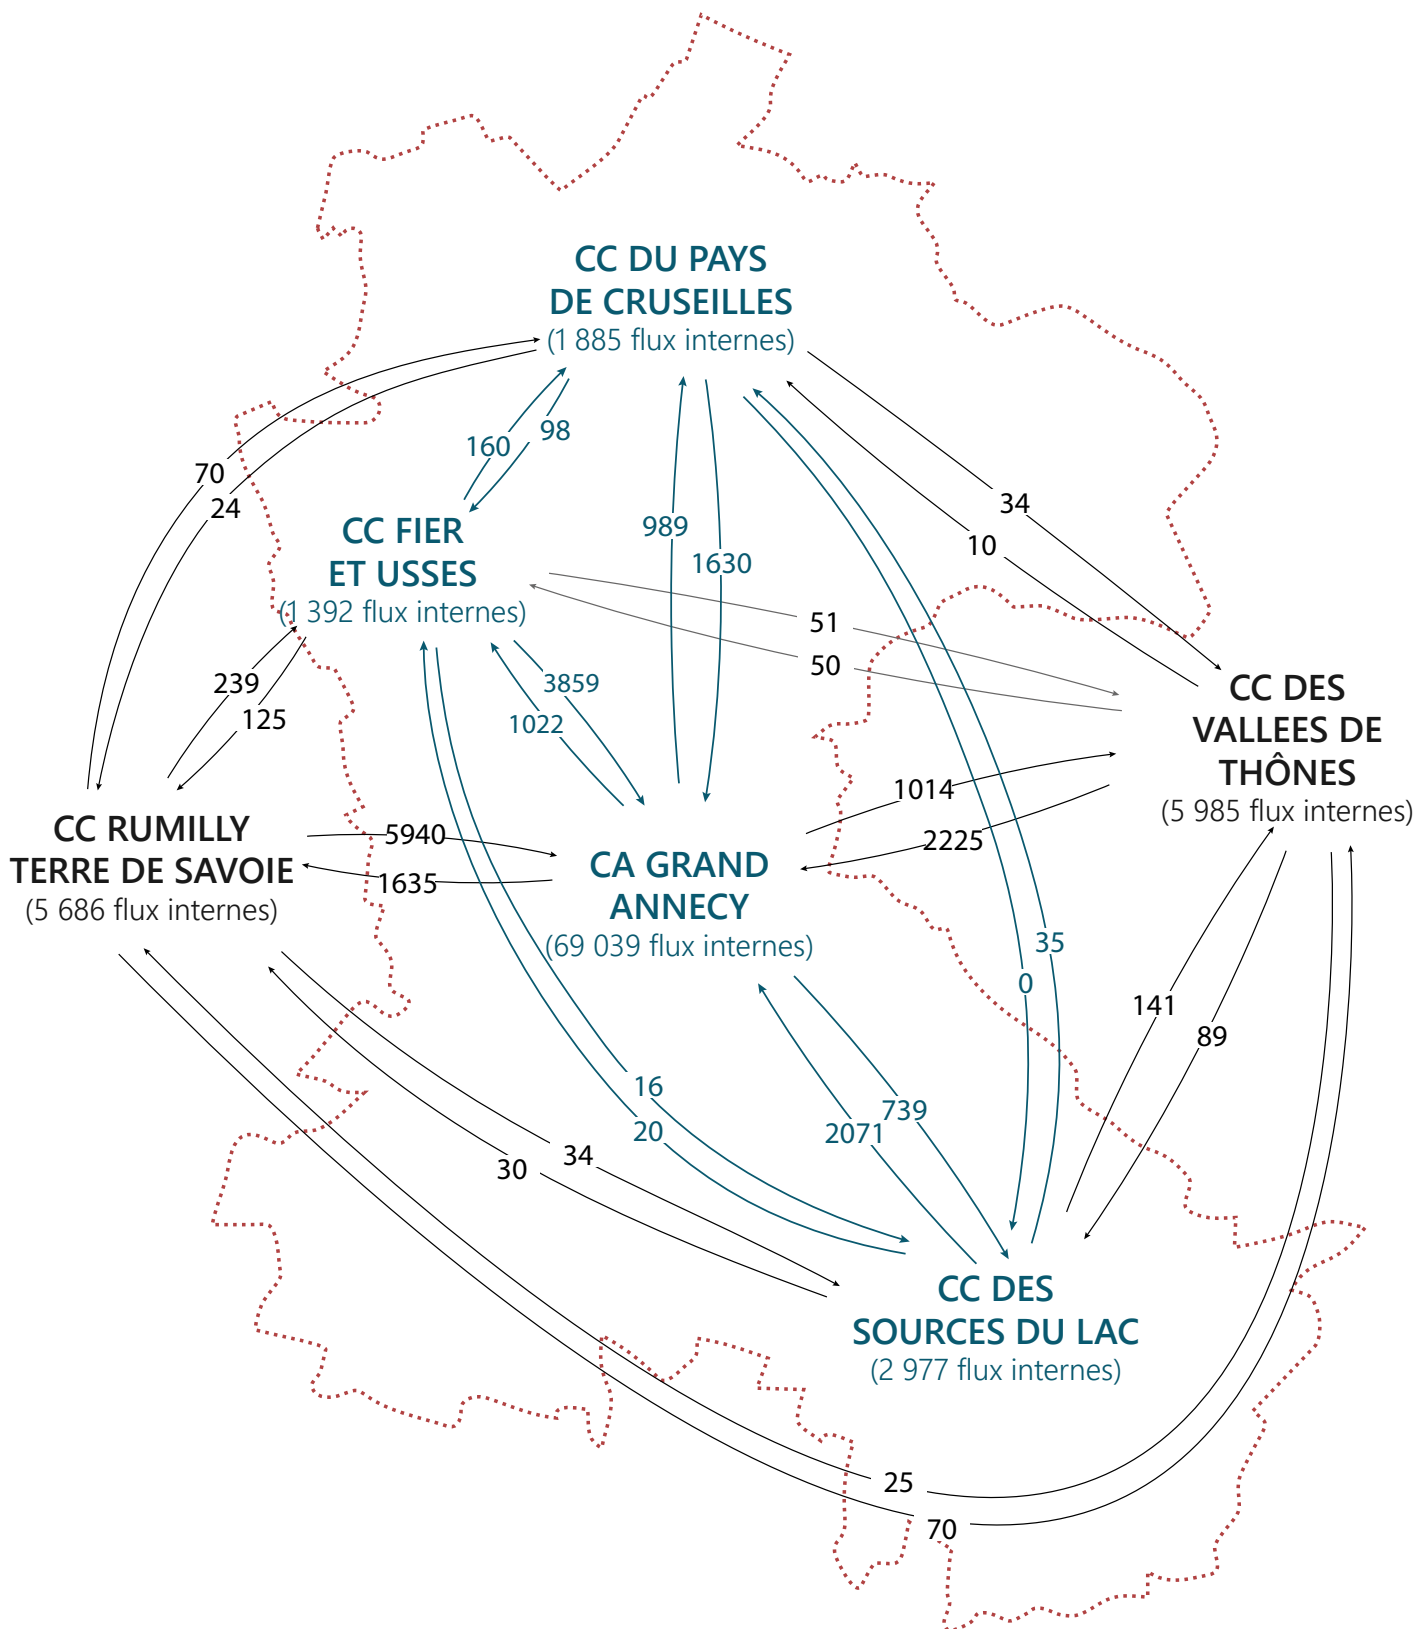 CC DU PAYS
DE CRUSEILLES
(1 885 flux internes)
160
98
70
24
34
10
989
1630
CC FIER
ET USSES
(1 392 flux internes)
51
50
239
125
3859
1022
CC DES
VALLEES DE
THÔNES
(5 985 flux internes)
1014
2225
CC RUMILLY
TERRE DE SAVOIE
(5 686 flux internes)
5940
1635
CA GRAND
ANNECY
(69 039 flux internes)
35
0
141
89
16
20
739
2071
34
30
CC DES
SOURCES DU LAC
(2 977 flux internes)
25
70